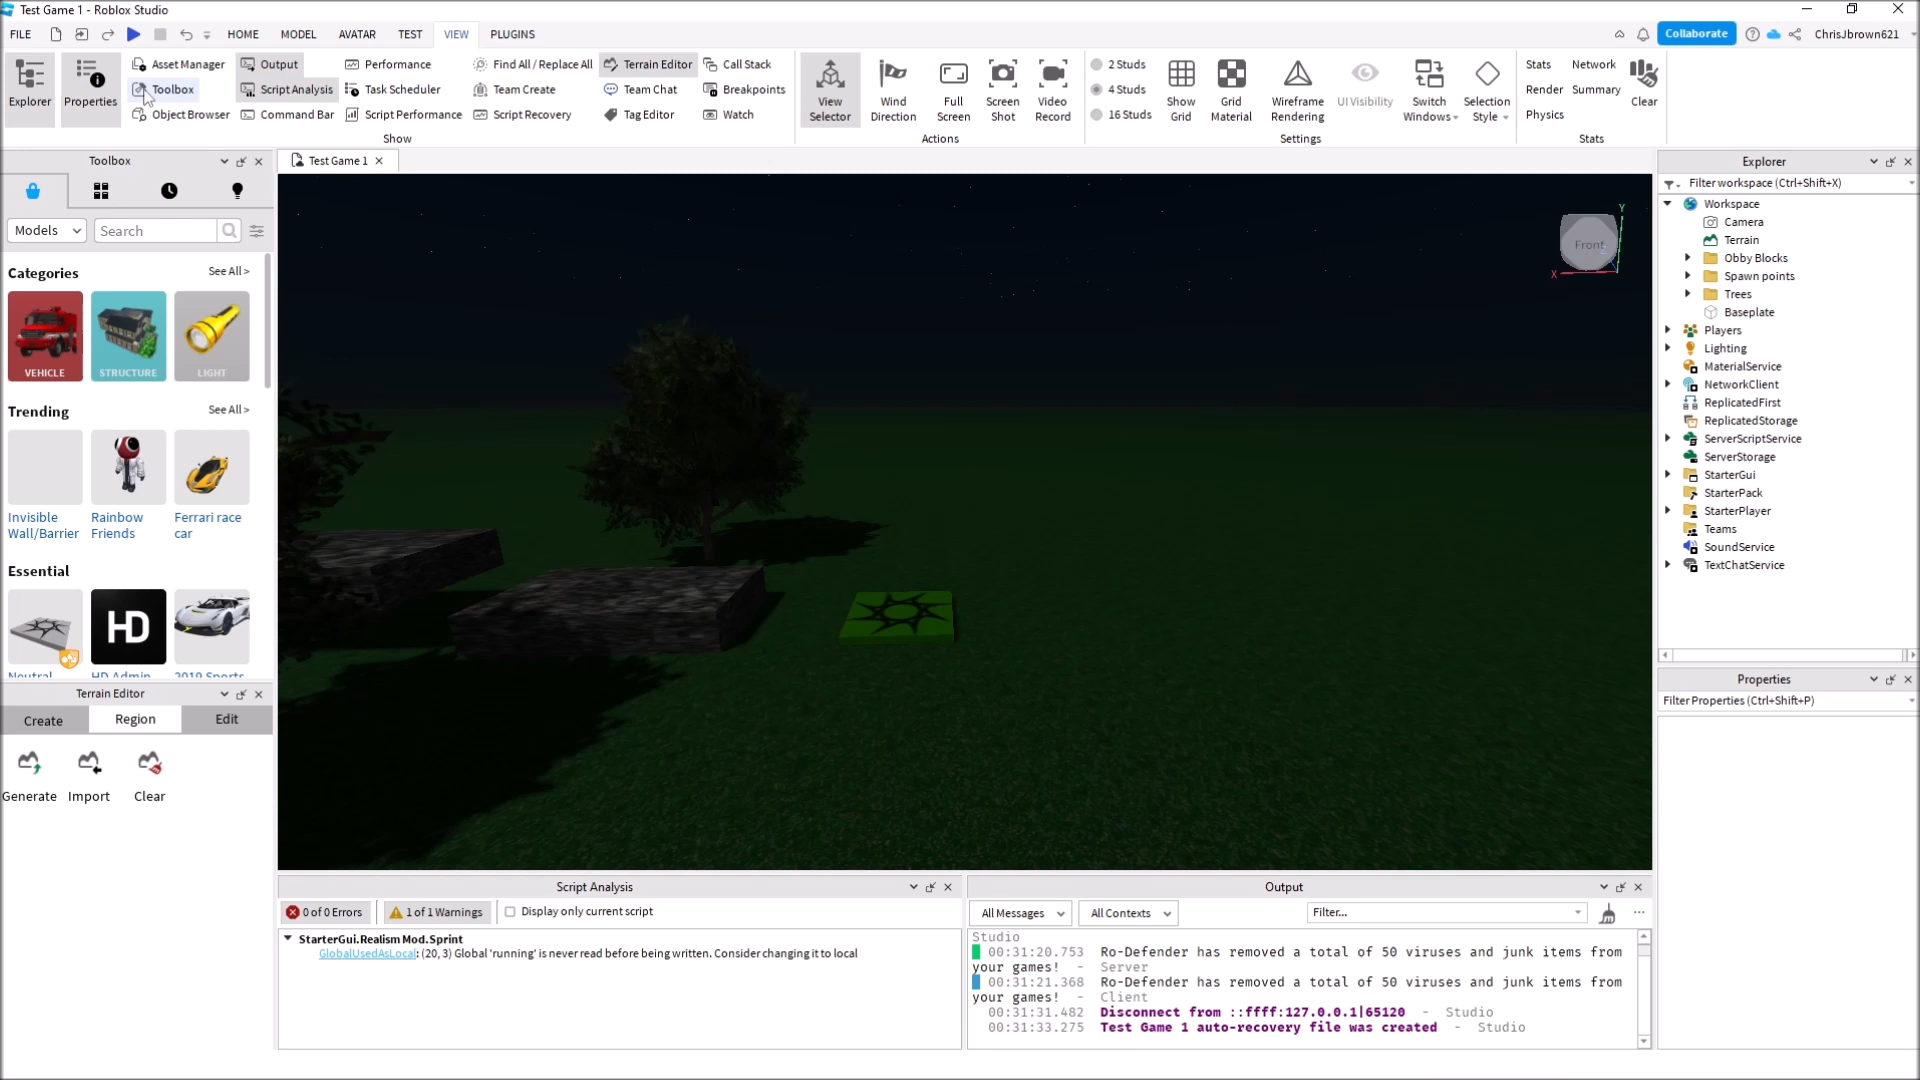 Test Game 1 - Roblox Studio
FILE HOME MODEL AVATAR TEST VIEW PLUGINS Collaborate ChrisJbrown621
Explorer
Properties
Asset Manager
Toolbox
Object Browser
Output
Script Analysis
Command Bar
Performance
Task Scheduler
Script Performance
Find All / Replace All
Team Create
Script Recovery
Terrain Editor
Team Chat
Tag Editor
Call Stack
Breakpoints
Watch
Show
View
Selector
Wind
Direction
Full
Screen
Screen
Shot
Video
Record
Actions
2 Studs
4 Studs
16 Studs
Show
Grid
Grid
Material
Wireframe
Rendering
UI Visibility
Switch
Windows
Selection
Style
Settings
Stats
Render
Physics
Network
Summary
Clear
Stats
Toolbox
Models
Search
Categories See All >
VEHICLE STRUCTURE LIGHT
Trending See All >
Invisible
Wall/Barrier
Rainbow
Friends
Ferrari race
car
Essential
HD
Neutral HD Admin 2019 Sports
Terrain Editor
Create Region Edit
Generate Import Clear
Test Game 1
Front
Y
X
Script Analysis
0 of 0 Errors 1 of 1 Warnings Display only current script
StarterGui.Realism Mod.Sprint
GlobalUsedAsLocal: (20, 3) Global 'running' is never read before being written. Consider changing it to local
Output
All Messages All Contexts Filter...
Studio
00:31:20.753 Ro-Defender has removed a total of 50 viruses and junk items from
your games! - Server
00:31:21.368 Ro-Defender has removed a total of 50 viruses and junk items from
your games! - Client
00:31:31.482 Disconnect from ::ffff:127.0.0.1|65120 - Studio
00:31:33.275 Test Game 1 auto-recovery file was created - Studio
Explorer
Filter workspace (Ctrl+Shift+X)
Workspace
Camera
Terrain
Obby Blocks
Spawn points
Trees
Baseplate
Players
Lighting
MaterialService
NetworkClient
ReplicatedFirst
ReplicatedStorage
ServerScriptService
ServerStorage
StarterGui
StarterPack
StarterPlayer
Teams
SoundService
TextChatService
Properties
Filter Properties (Ctrl+Shift+P)